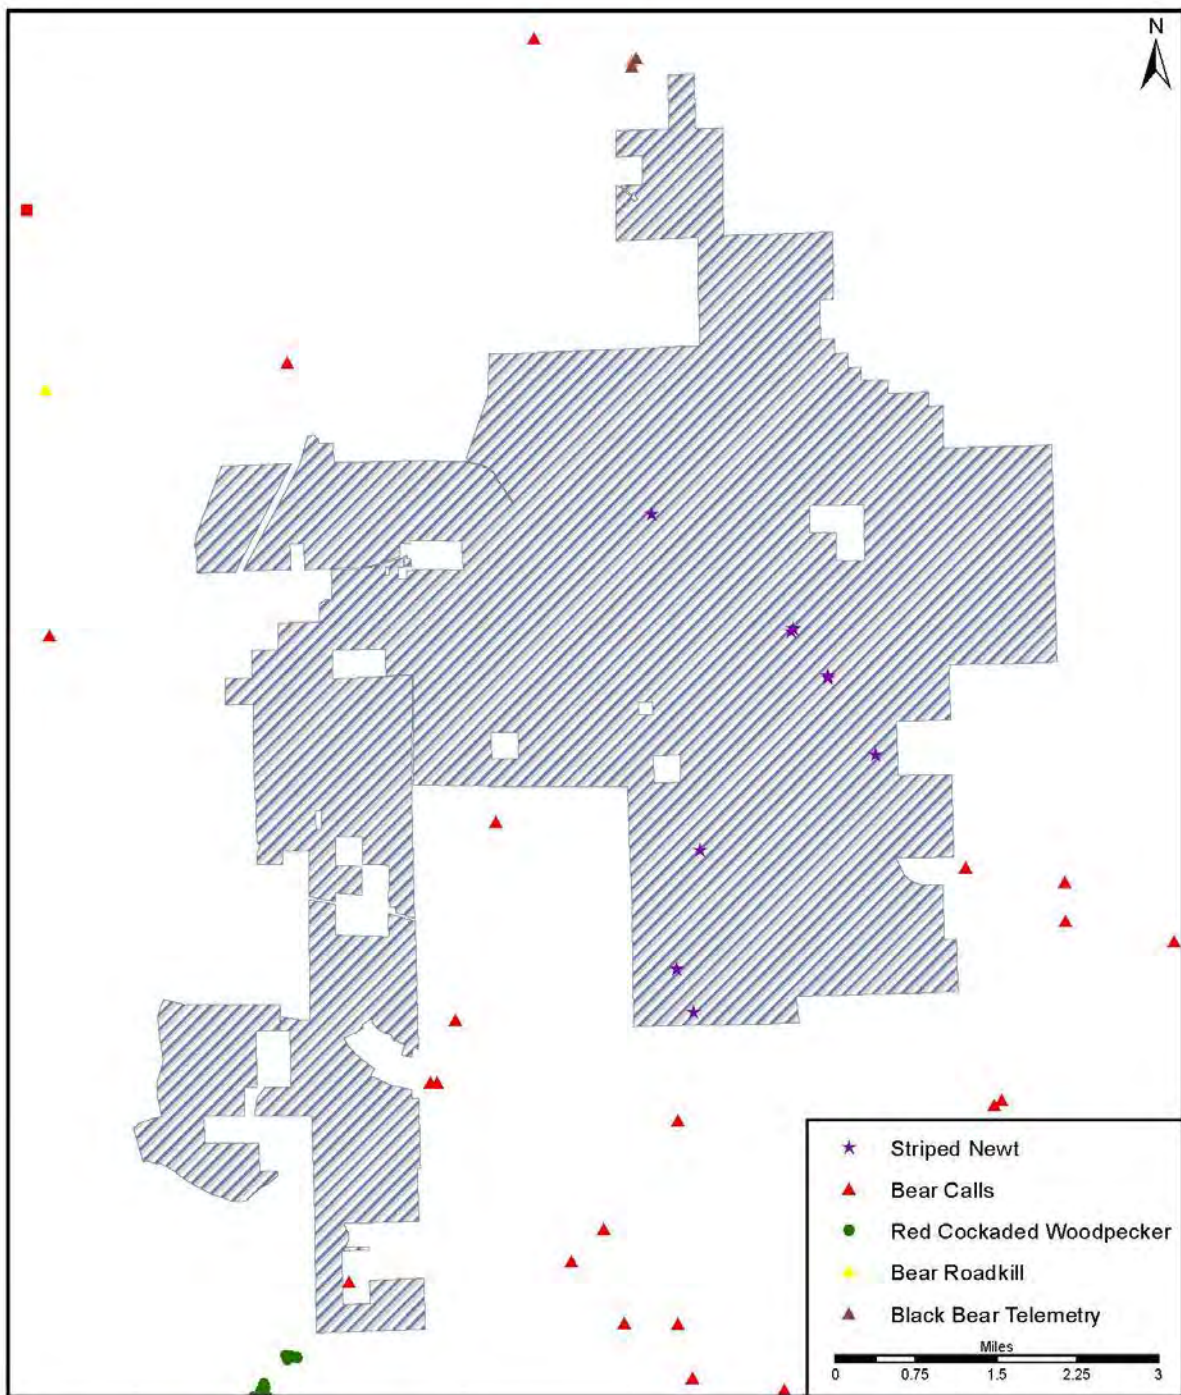 N
Striped Newt
Bear Calls
Red Cockaded Woodpecker
Bear Roadkill
Black Bear Telemetry
Miles
0 0.75 1.5 2.25 3